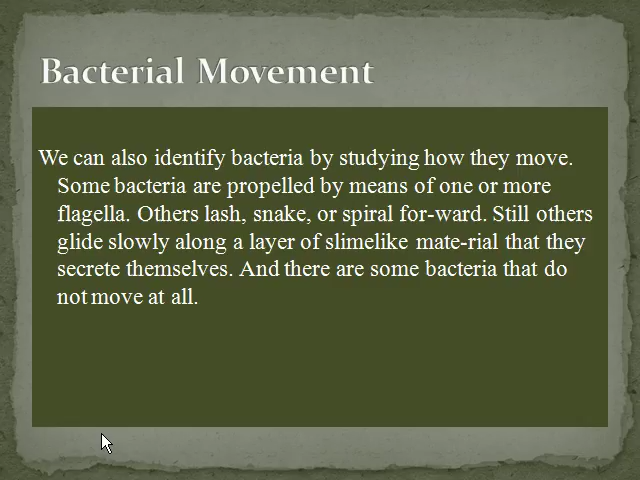 Bacterial Movement
We can also identify bacteria by studying how they move.
Some bacteria are propelled by means of one or more
flagella. Others lash, snake, or spiral for-ward. Still others
glide slowly along a layer of slimelike mate-rial that they
secrete themselves. And there are some bacteria that do
not move at all.